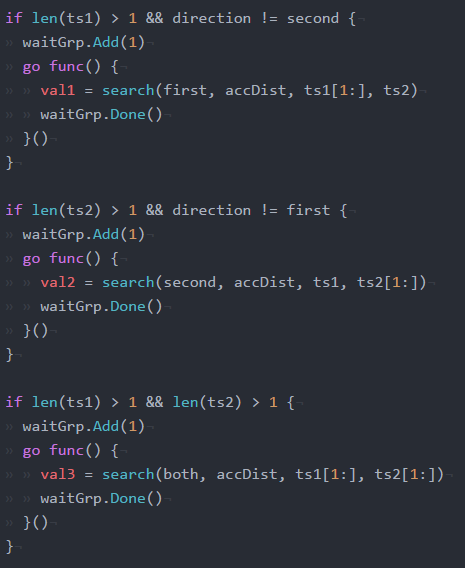 if len(ts1) > 1 && direction != second {¬
» waitGrp.Add(1)¬
» go func() {¬
» » val1 = search(first, accDist, ts1[1:], ts2)¬
» » waitGrp.Done()¬
» }()¬
}¬
¬
if len(ts2) > 1 && direction != first {¬
» waitGrp.Add(1)¬
» go func() {¬
» » val2 = search(second, accDist, ts1, ts2[1:])¬
» » waitGrp.Done()¬
» }()¬
}¬
¬
if len(ts1) > 1 && len(ts2) > 1 {¬
» waitGrp.Add(1)¬
» go func() {¬
» » val3 = search(both, accDist, ts1[1:], ts2[1:])¬
» » waitGrp.Done()¬
» }()¬
}¬